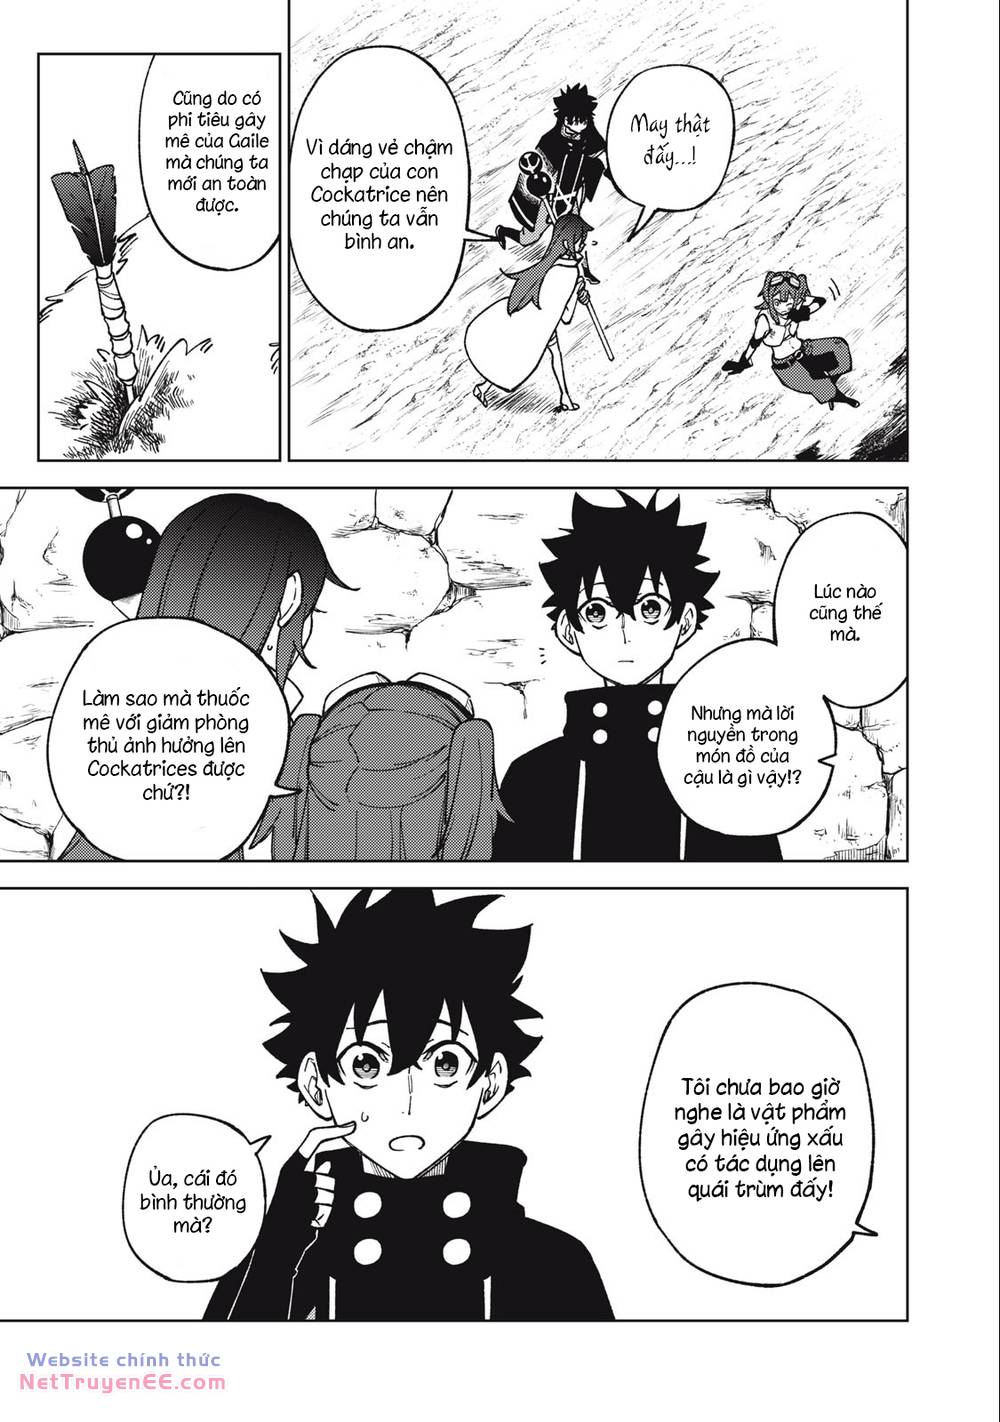 May thật
đấy...!
Vì dáng vẻ chậm
chạp của con
Cockatrice nên
chúng ta vẫn
bình an.
Cũng do có
phi tiêu gây
mê của Gaile
mà chúng ta
mới an toàn
được.
Lúc nào
cũng thế
mà.
Nhưng mà lời
nguyền trong
món đồ của
cậu là gì vậy!?
Làm sao mà thuốc
mê với giảm phòng
thủ ảnh hưởng lên
Cockatrices được
chứ?!
Tôi chưa bao giờ
nghe là vật phẩm
gây hiệu ứng xấu
có tác dụng lên
quái trùm đấy!
Ủa, cái đó
bình thường
mà?
Website chính thức
NetTruyenEE.com